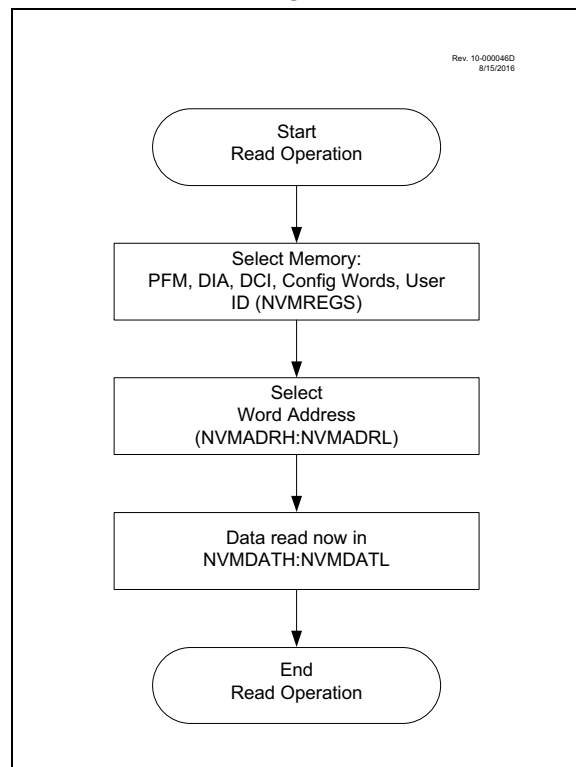 Rev. 10-000046D
8/15/2016
Start
Read Operation
Select Memory:
PFM, DIA, DCI, Config Words, User
ID (NVMREGS)
Select
Word Address
(NVMADRH:NVMADRL)
Data read now in
NVMDATH:NVMDATL
End
Read Operation